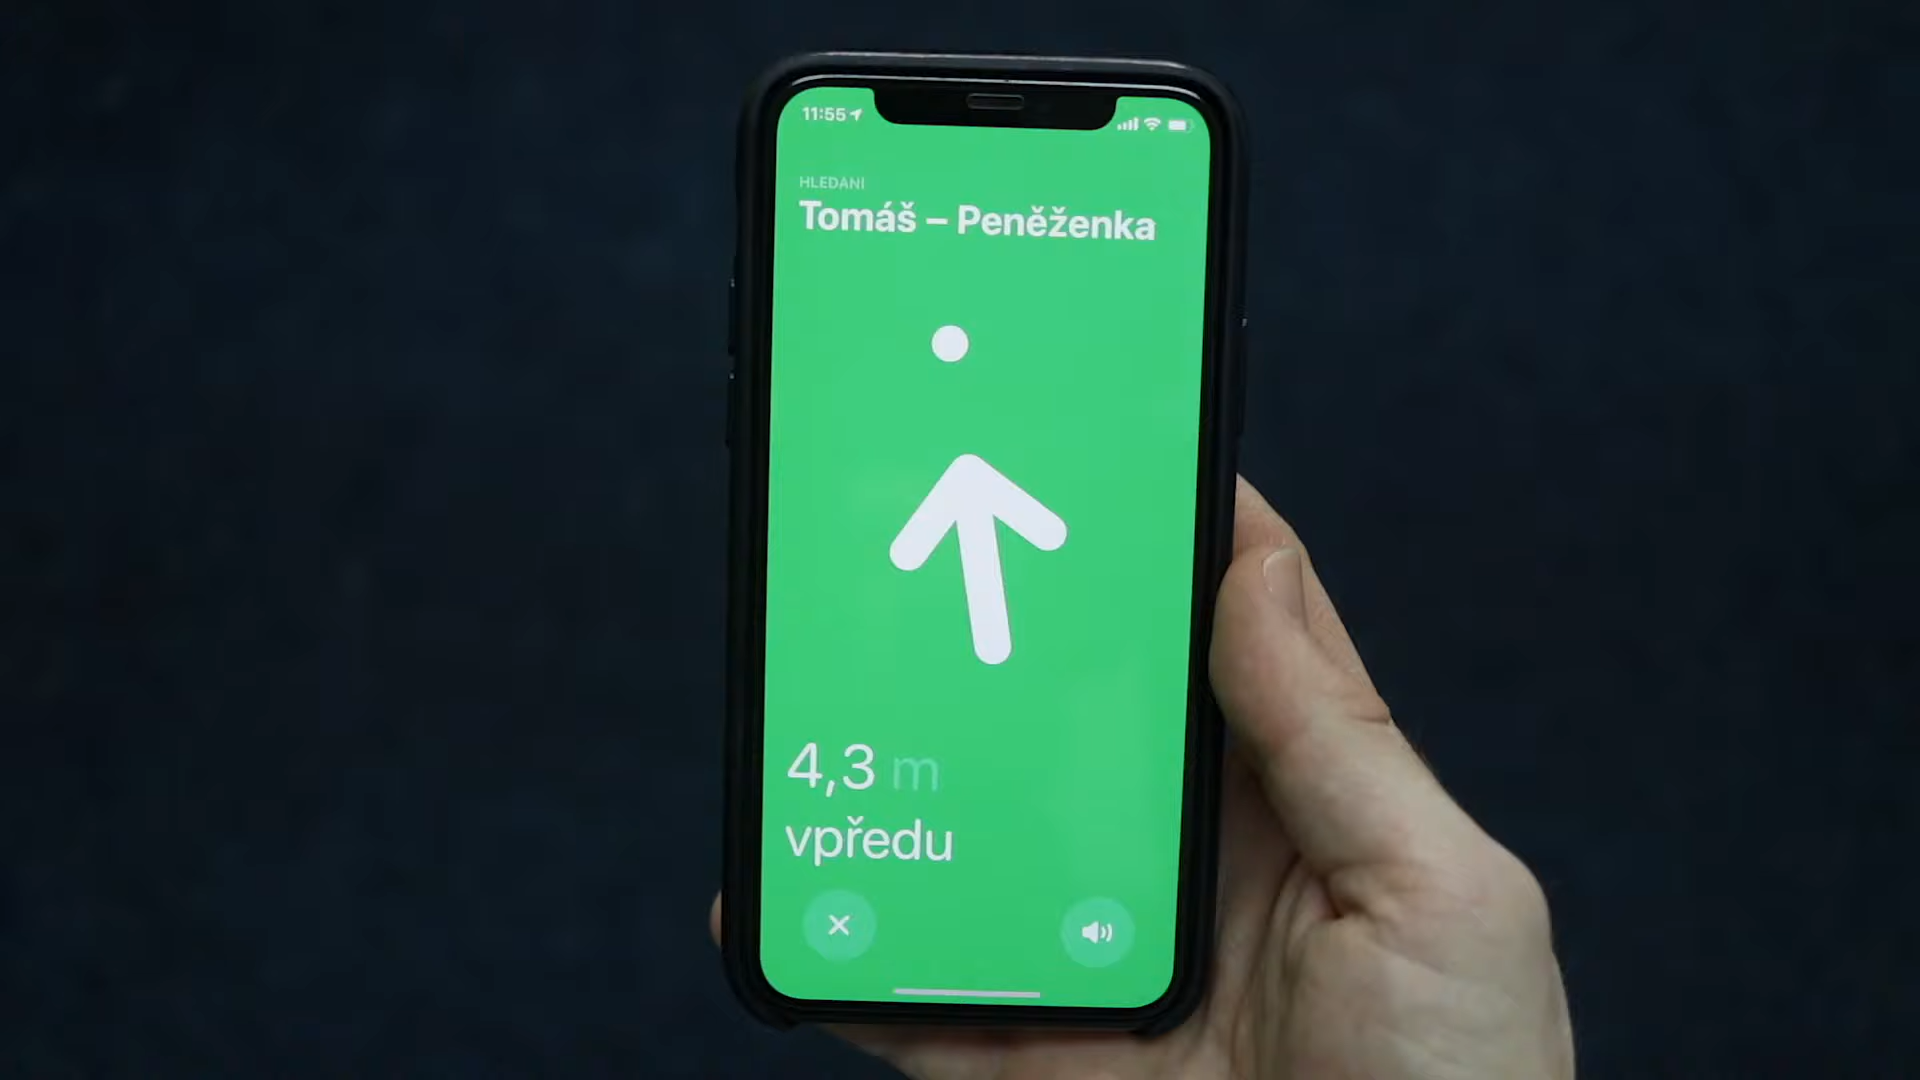 11:55
HLEDÁNÍ
Tomáš – Peněženka
4,3 m
vpředu